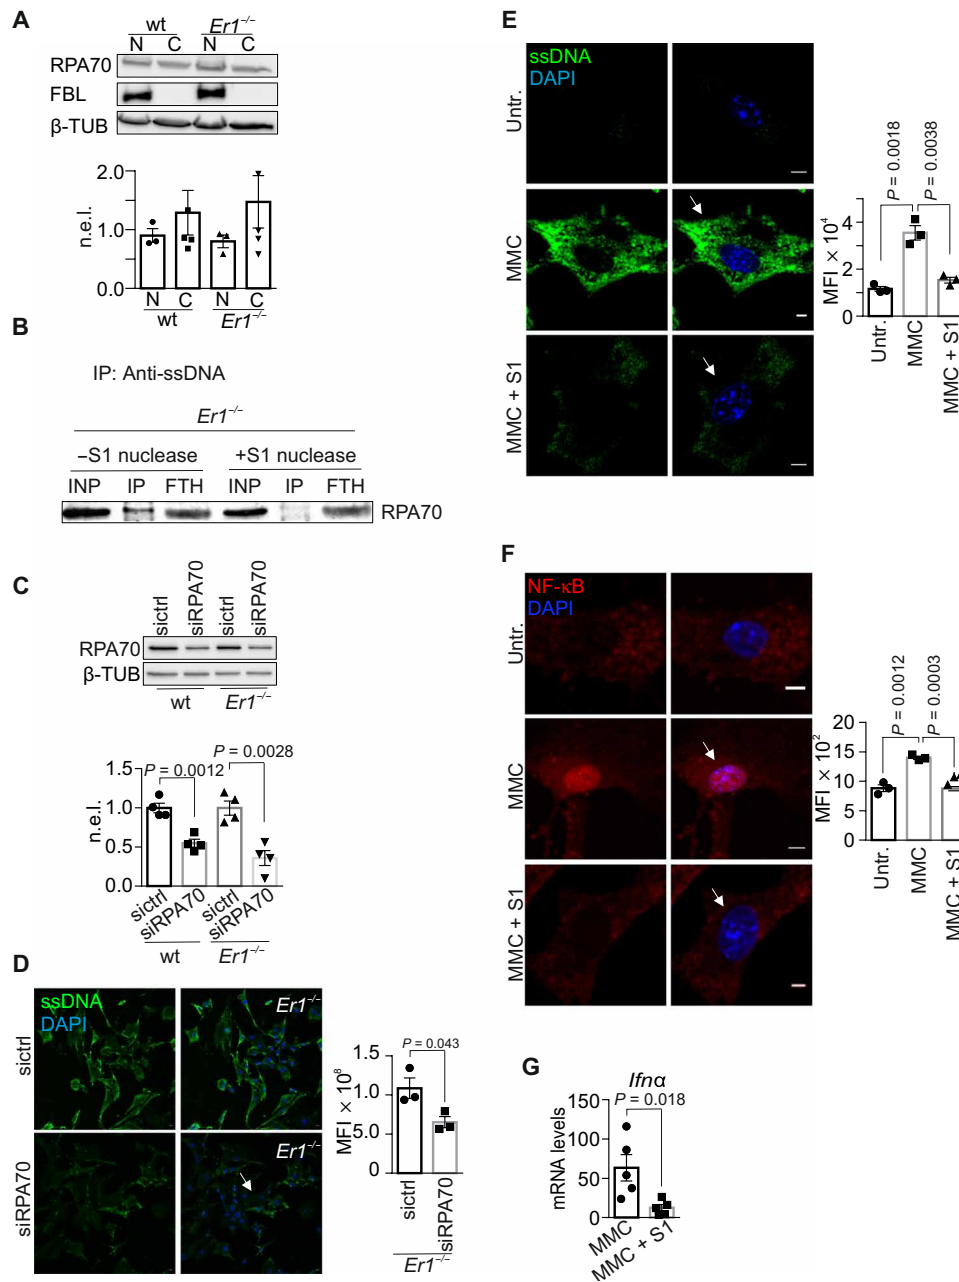 A
wt
Er1⁻/⁻
N C N C
RPA70
FBL
β-TUB
n.e.l.
2.0
1.0
0.0
N C N C
wt
Er1⁻/⁻
B
IP: Anti-ssDNA
Er1⁻/⁻
–S1 nuclease +S1 nuclease
INP IP FTH INP IP FTH
RPA70
C
sictrl siRPA70 sictrl siRPA70
RPA70
β-TUB
wt Er1⁻/⁻
P = 0.0028
P = 0.0012
n.e.l.
1.5
1.0
0.5
0.0
sictrl siRPA70 sictrl siRPA70
wt Er1⁻/⁻
D
ssDNA
DAPI
Er1⁻/⁻
sictrl
Er1⁻/⁻
siRPA70
P = 0.043
MFI × 10⁸
1.5
1.0
5.0
0
sictrl siRPA70
Er1⁻/⁻
E
ssDNA
DAPI
Untr.
MMC
MMC + S1
P = 0.0018
P = 0.0038
MFI × 10⁴
4
2
0
Untr. MMC MMC + S1
F
NF-κB
DAPI
Untr.
MMC
MMC + S1
P = 0.0012
P = 0.0003
MFI × 10²
20
15
10
5
0
Untr. MMC MMC + S1
G
Ifnα
P = 0.018
mRNA levels
150
100
50
0
MMC MMC + S1